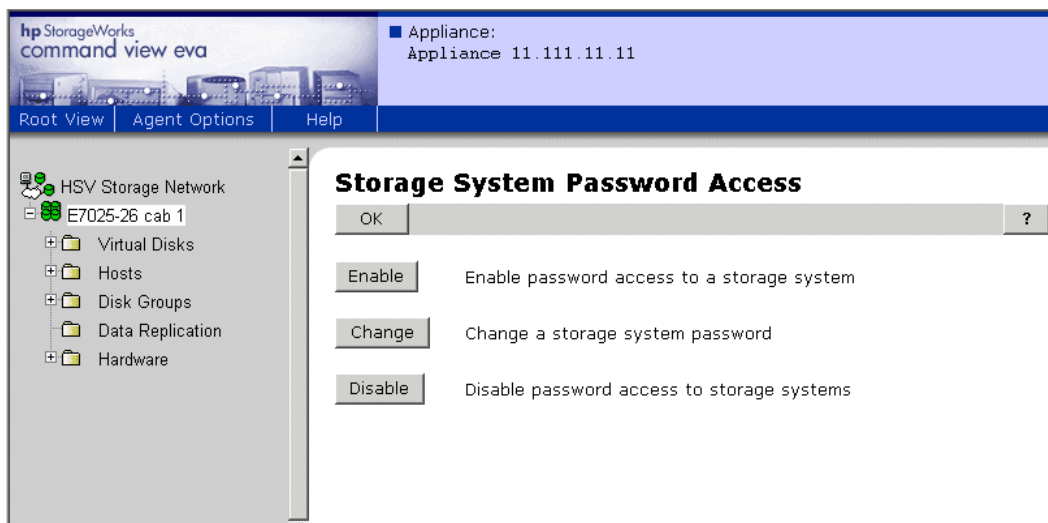 hp StorageWorks
command view eva
Appliance:
Appliance 11.111.11.11
Root View Agent Options Help
HSV Storage Network
E7025-26 cab 1
Virtual Disks
Hosts
Disk Groups
Data Replication
Hardware
Storage System Password Access
OK ?
Enable Enable password access to a storage system
Change Change a storage system password
Disable Disable password access to storage systems